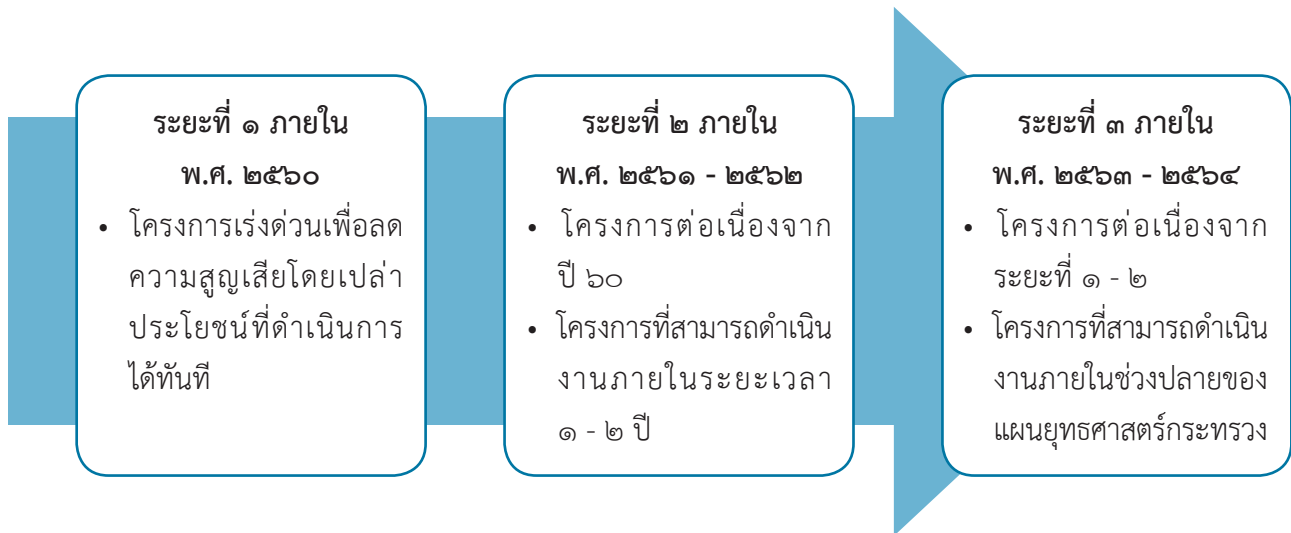 ระยะที่ ๑ ภายใน
พ.ศ. ๒๕๖๐
• โครงการเร่งด่วนเพื่อลด
ความสูญเสียโดยเปล่า
ประโยชน์ที่ดำเนินการ
ได้ทันที
ระยะที่ ๒ ภายใน
พ.ศ. ๒๕๖๑ - ๒๕๖๒
• โครงการต่อเนื่องจาก
ปี ๖๐
• โครงการที่สามารถดำเนิน
งานภายในระยะเวลา
๑ - ๒ ปี
ระยะที่ ๓ ภายใน
พ.ศ. ๒๕๖๓ - ๒๕๖๔
• โครงการต่อเนื่องจาก
ระยะที่ ๑ - ๒
• โครงการที่สามารถดำเนิน
งานภายในช่วงปลายของ
แผนยุทธศาสตร์กระทรวง